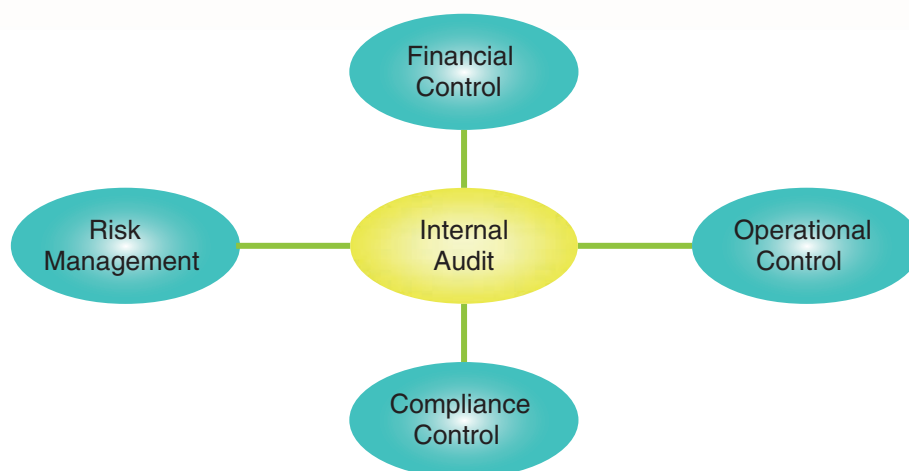 Financial
Control
Risk
Management
Internal
Audit
Operational
Control
Compliance
Control